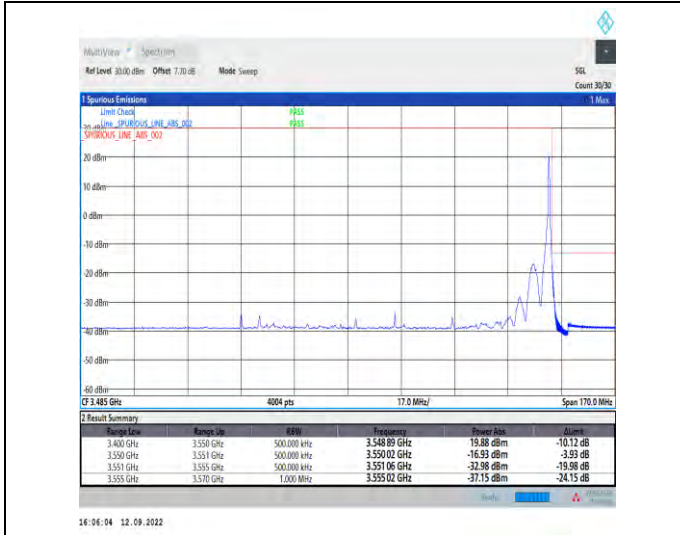 MultiView Spectrum
Ref Level 30.00 dBm Offset 7.70 dB Mode Sweep SGL
Count 30/30
1 Spurious Emissions 1 Max
Limit Check PASS
Line _SPURIOUS_LINE_ABS_002 PASS
_SPURIOUS_LINE_ABS_002
20 dBm
10 dBm
0 dBm
-10 dBm
-20 dBm
-30 dBm
-40 dBm
-50 dBm
-60 dBm
CF 3.485 GHz 4004 pts 17.0 MHz/ Span 170.0 MHz
2 Result Summary
Range Low Range Up RBW Frequency Power Abs ΔLimit
3.400 GHz 3.550 GHz 500.000 kHz 3.548 89 GHz 19.88 dBm -10.12 dB
3.550 GHz 3.551 GHz 500.000 kHz 3.550 02 GHz -16.93 dBm -3.93 dB
3.551 GHz 3.555 GHz 500.000 kHz 3.551 06 GHz -32.98 dBm -19.98 dB
3.555 GHz 3.570 GHz 1.000 MHz 3.555 02 GHz -37.15 dBm -24.15 dB
Ready
16:06:04 12.09.2022